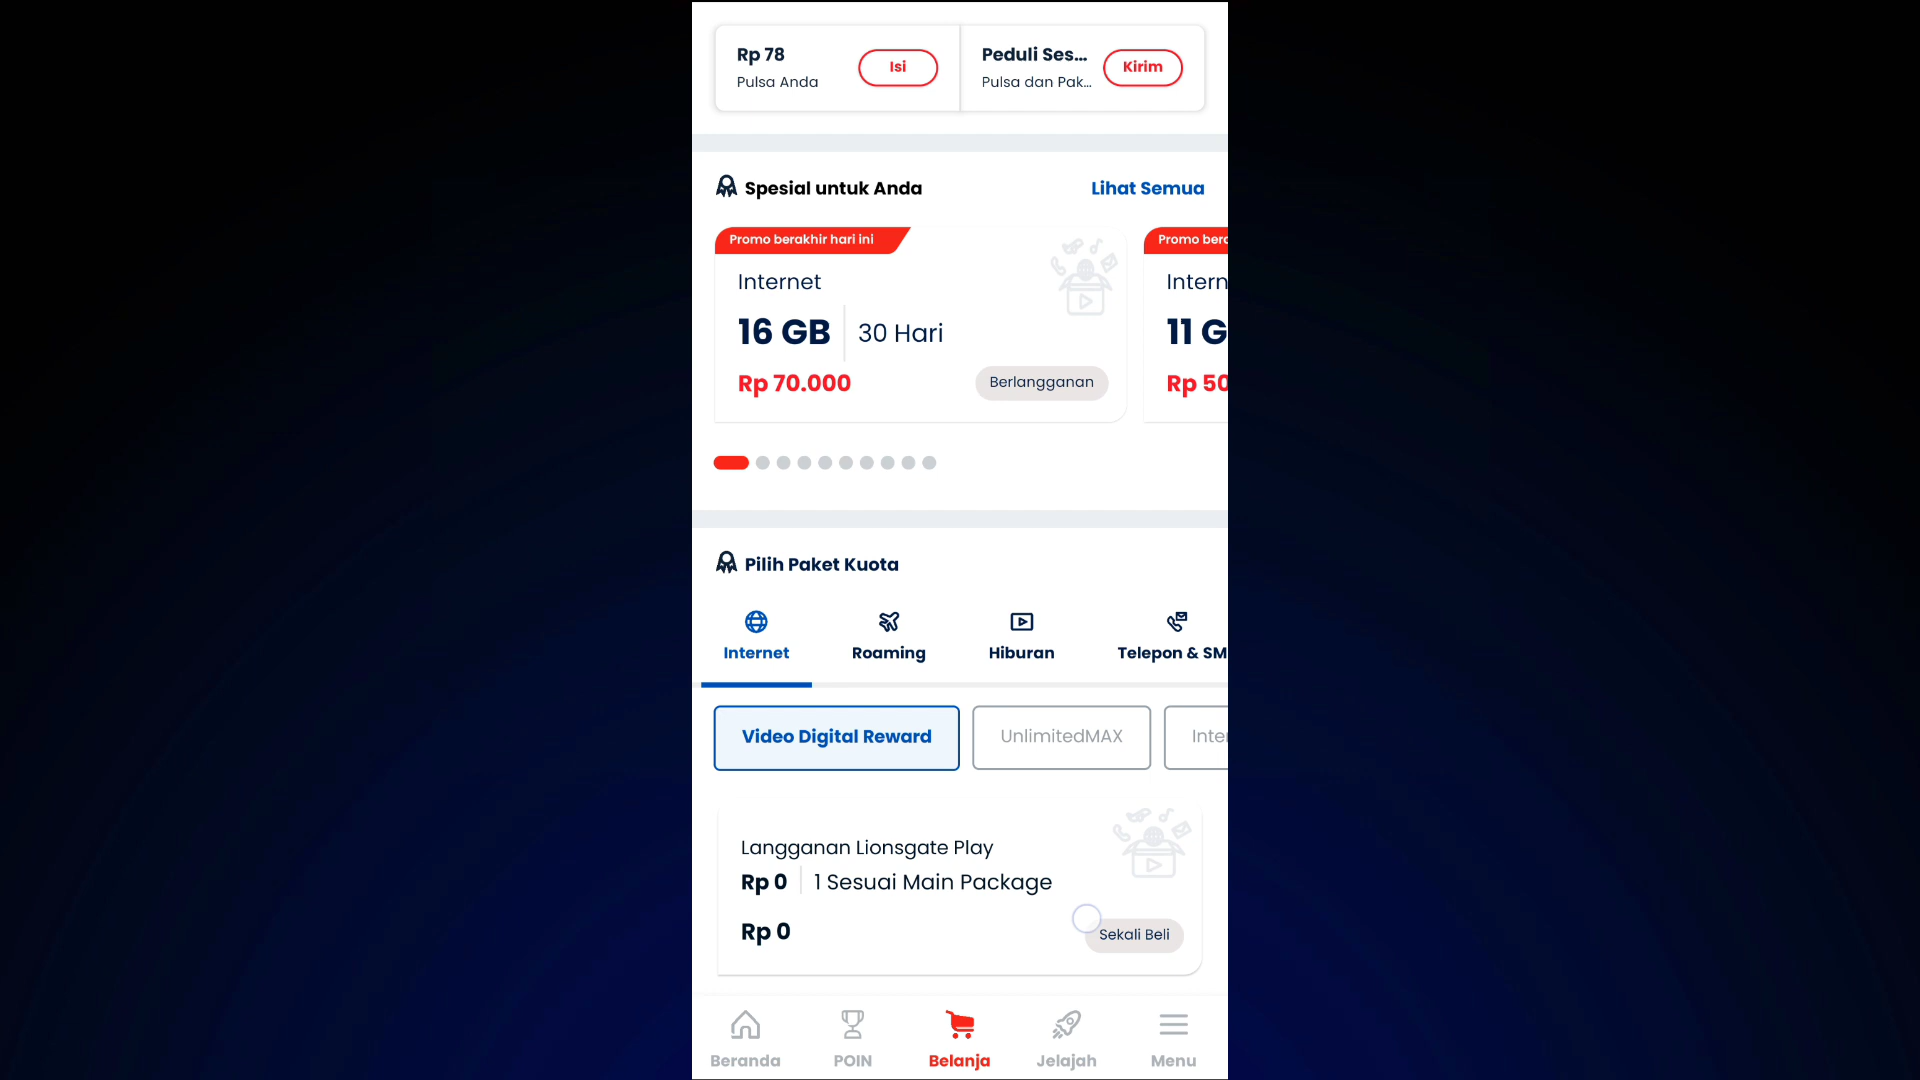 Rp 78
Pulsa Anda
Isi
Peduli Ses...
Pulsa dan Pak...
Kirim
Spesial untuk Anda
Lihat Semua
Promo berakhir hari ini
Internet
16 GB
30 Hari
Rp 70.000
Berlangganan
Promo berc
Intern
11 G
Rp 50
Pilih Paket Kuota
Internet
Roaming
Hiburan
Telepon & SM
Video Digital Reward
UnlimitedMAX
Inter
Langganan Lionsgate Play
Rp 0
1 Sesuai Main Package
Rp 0
Sekali Beli
Beranda
POIN
Belanja
Jelajah
Menu